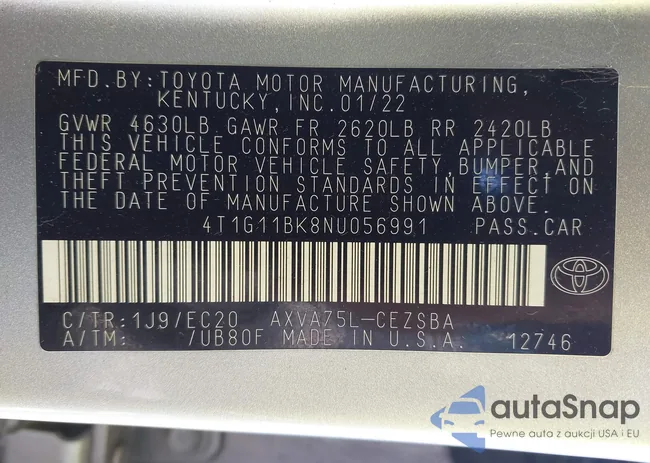 MFD.BY:TOYOTA MOTOR MANUFACTURING,
KENTUCKY,INC.01/22
GVWR 4630LB GAWR FR 2620LB RR 2420LB
THIS VEHICLE CONFORMS TO ALL APPLICABLE
FEDERAL MOTOR VEHICLE SAFETY,BUMPER,AND
THEFT PREVENTION STANDARDS IN EFFECT ON
THE DATE OF MANUFACTURE SHOWN ABOVE.
4T1G11BK8NU056991 PASS.CAR
C/TR:1J9/EC20 AXVA75L-CEZSBA
A/TM: /UB80F MADE IN U.S.A. 12746
autaSnap
Pewne auta z aukcji USA i EU